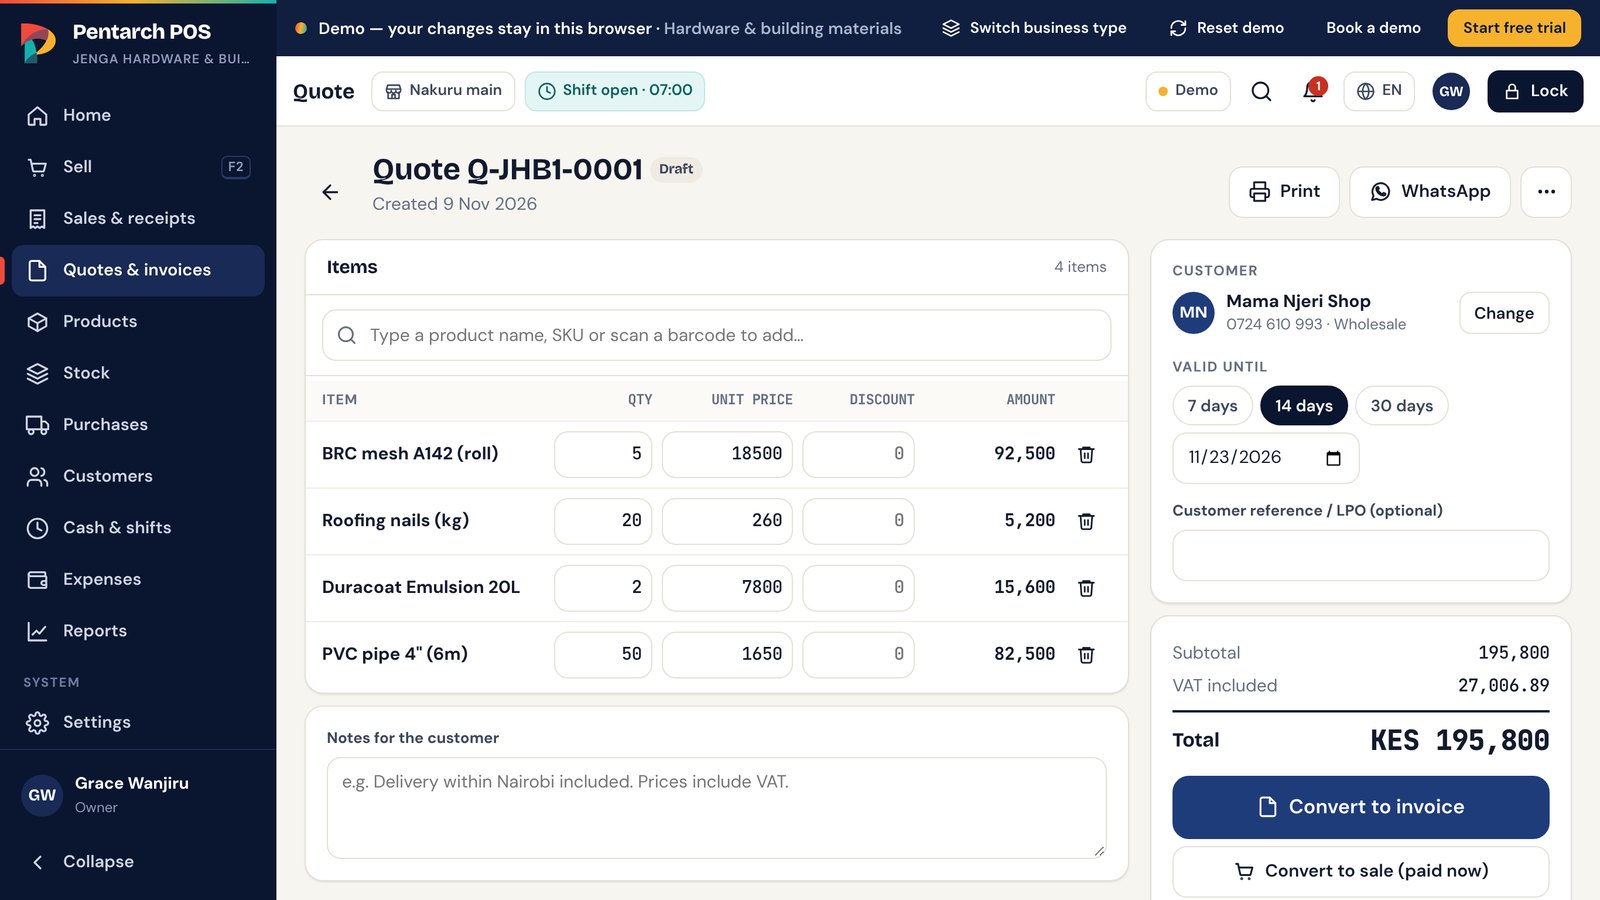 Pentarch POS
JENGA HARDWARE & BUI...
Home
Sell F2
Sales & receipts
Quotes & invoices
Products
Stock
Purchases
Customers
Cash & shifts
Expenses
Reports
SYSTEM
Settings
GW Grace Wanjiru
Owner
Collapse
Demo — your changes stay in this browser · Hardware & building materials
Switch business type
Reset demo
Book a demo
Start free trial
Quote
Nakuru main
Shift open · 07:00
Demo
1
EN
GW
Lock
Quote Q-JHB1-0001 Draft
Created 9 Nov 2026
Print
WhatsApp
Items 4 items
Type a product name, SKU or scan a barcode to add...
ITEM QTY UNIT PRICE DISCOUNT AMOUNT
BRC mesh A142 (roll) 5 18500 0 92,500
Roofing nails (kg) 20 260 0 5,200
Duracoat Emulsion 20L 2 7800 0 15,600
PVC pipe 4" (6m) 50 1650 0 82,500
Notes for the customer
e.g. Delivery within Nairobi included. Prices include VAT.
CUSTOMER
MN Mama Njeri Shop
0724 610 993 · Wholesale
Change
VALID UNTIL
7 days 14 days 30 days
11/23/2026
Customer reference / LPO (optional)
Subtotal 195,800
VAT included 27,006.89
Total KES 195,800
Convert to invoice
Convert to sale (paid now)